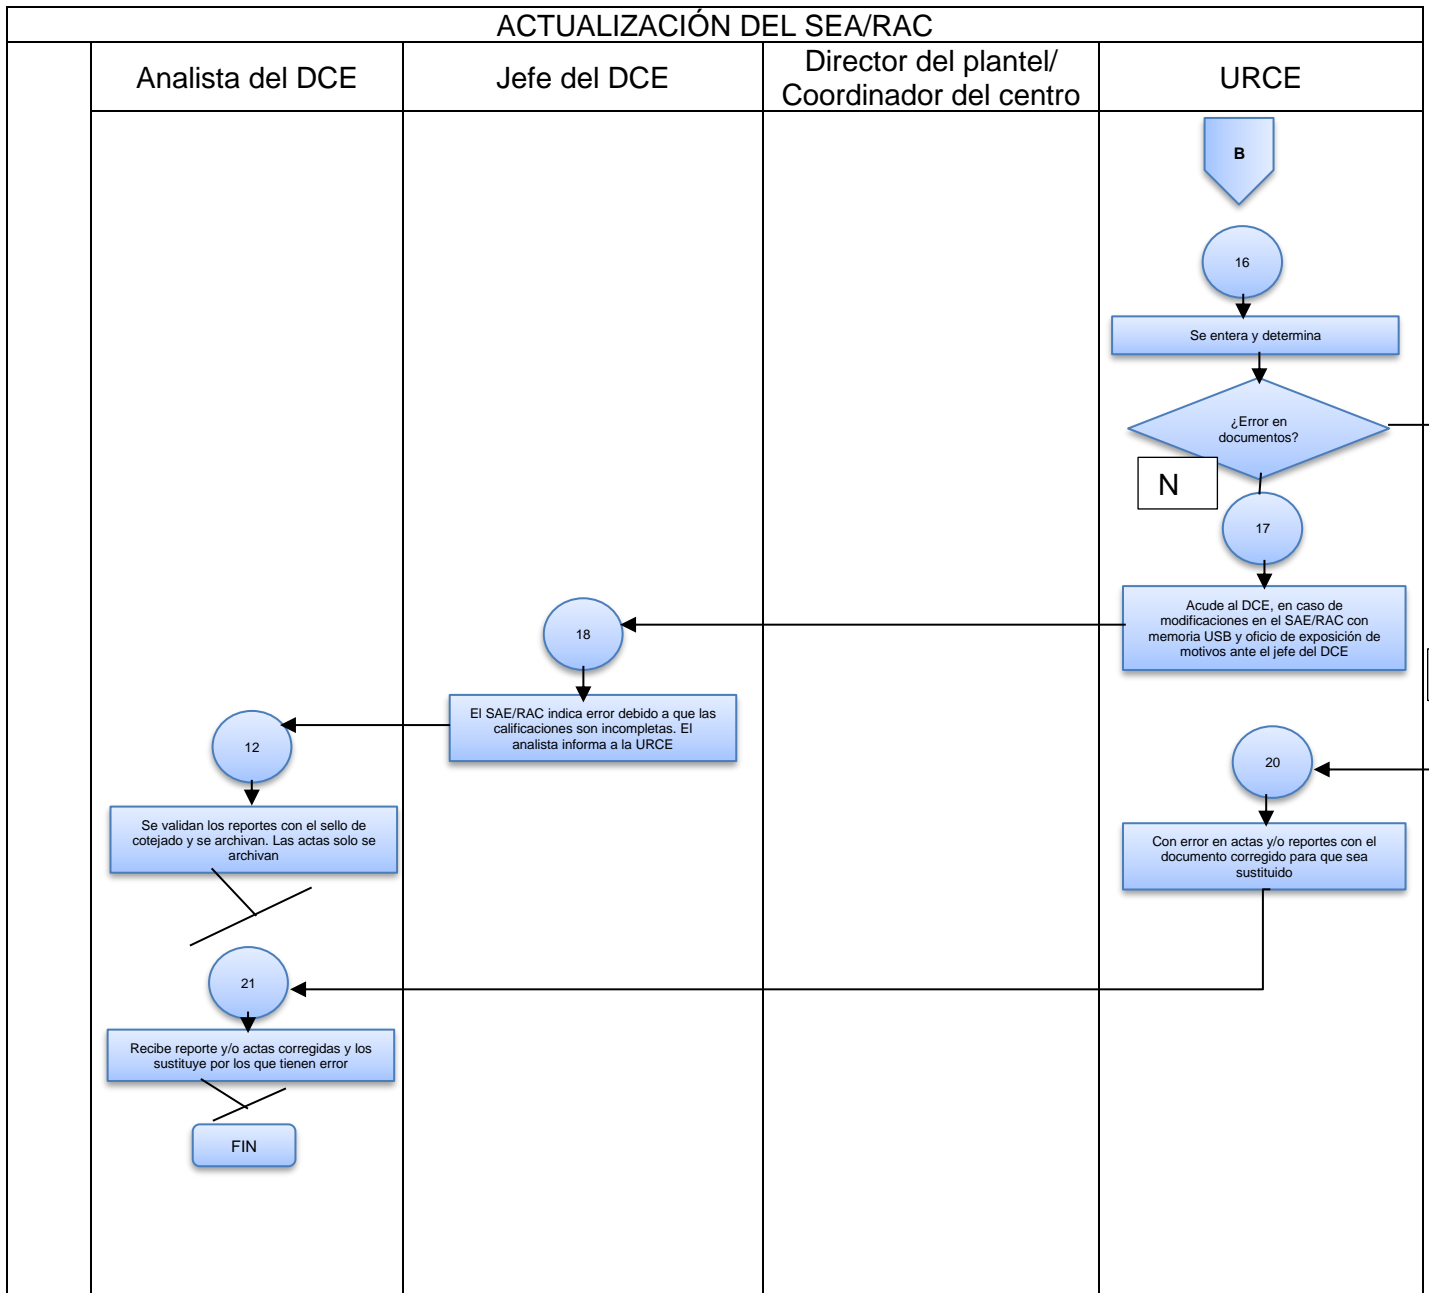 ACTUALIZACIÓN DEL SEA/RAC
Analista del DCE
Jefe del DCE
Director del plantel/
Coordinador del centro
URCE
B
16
Se entera y determina
¿Error en
documentos?
N
17
Acude al DCE, en caso de
modificaciones en el SAE/RAC con
memoria USB y oficio de exposición de
motivos ante el jefe del DCE
18
El SAE/RAC indica error debido a que las
calificaciones son incompletas. El
analista informa a la URCE
12
Se validan los reportes con el sello de
cotejado y se archivan. Las actas solo se
archivan
20
Con error en actas y/o reportes con el
documento corregido para que sea
sustituido
21
Recibe reporte y/o actas corregidas y los
sustituye por los que tienen error
FIN